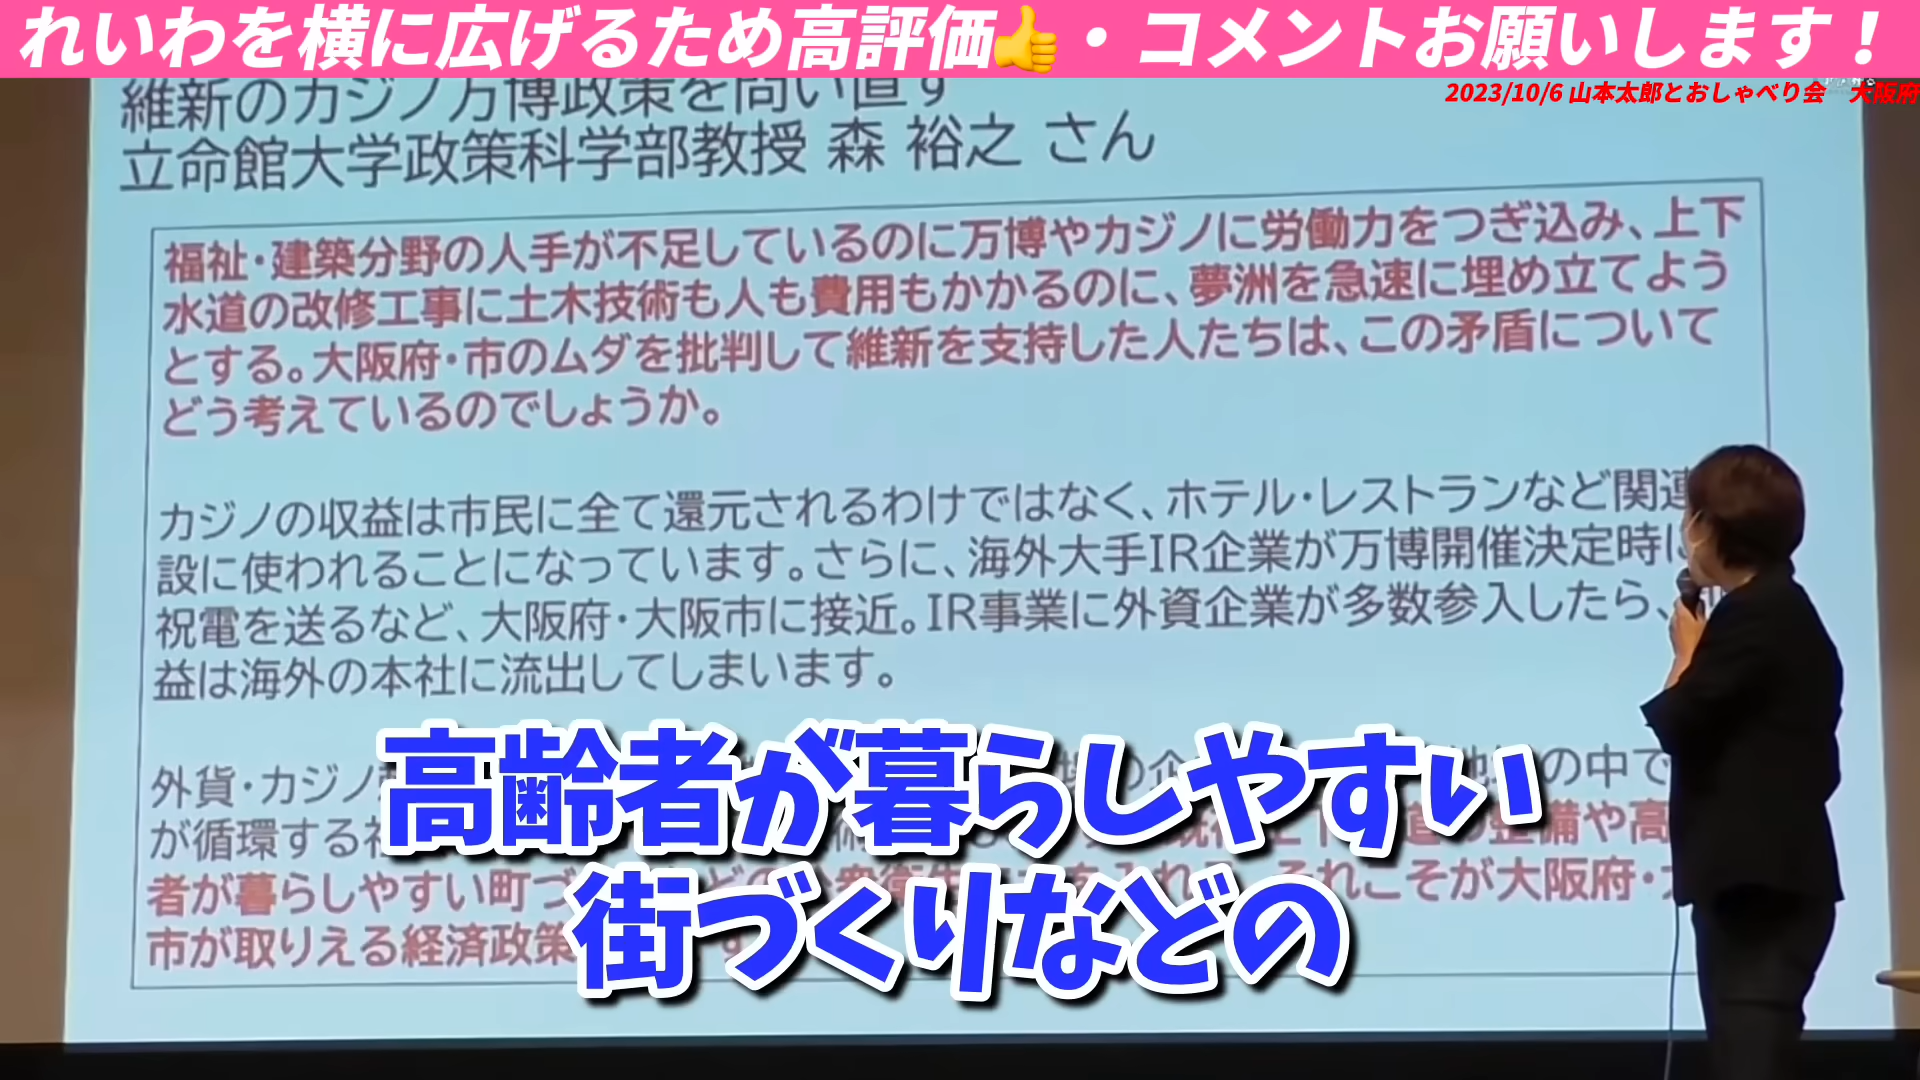 れいわを横に広げるため高評価👍・コメントお願いします！
2023/10/6 山本太郎とおしゃべり会　大阪府
維新のカジノ万博政策を問い直す
立命館大学政策科学部教授 森 裕之 さん
福祉・建築分野の人手が不足しているのに万博やカジノに労働力をつぎ込み、上下
水道の改修工事に土木技術も人も費用もかかるのに、夢洲を急速に埋め立てよう
とする。大阪府・市のムダを批判して維新を支持した人たちは、この矛盾について
どう考えているのでしょうか。
カジノの収益は市民に全て還元されるわけではなく、ホテル・レストランなど関連
設に使われることになっています。さらに、海外大手IR企業が万博開催決定時に
祝電を送るなど、大阪府・大阪市に接近。IR事業に外資企業が多数参入したら、
益は海外の本社に流出してしまいます。
外貨・カジノ の企 地 の中で
が循環する社 の整備や高
者が暮らしやすい町づ それこそが大阪府・
市が取りえる経済政策
高齢者が暮らしやすい
街づくりなどの